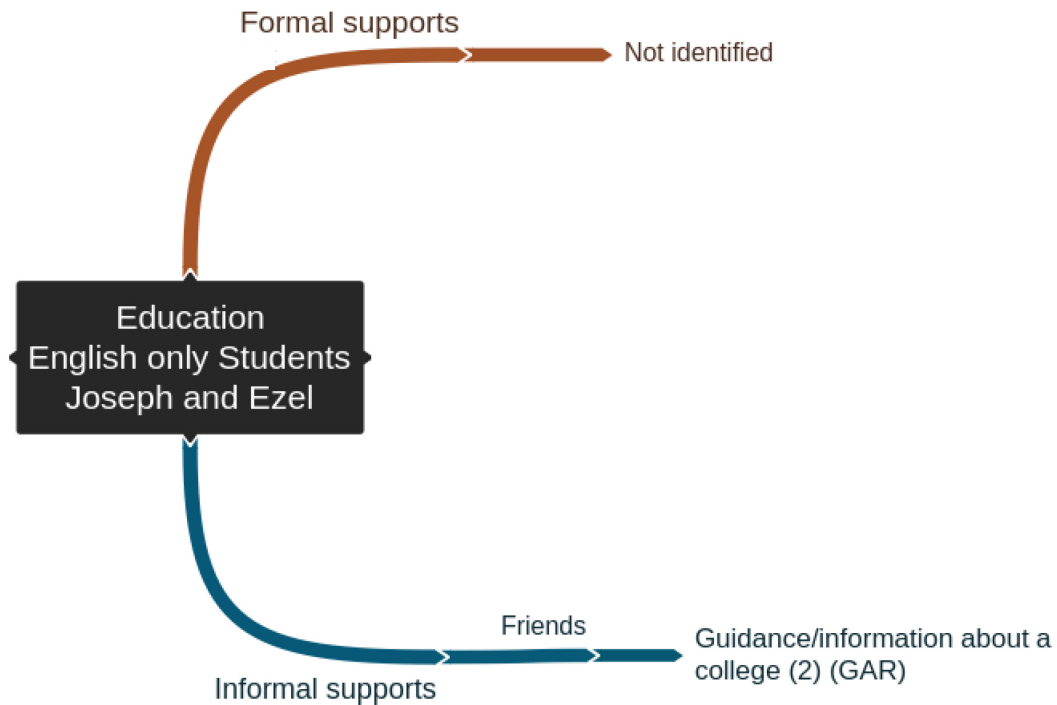 Formal supports
Not identified
Education
English only Students
Joseph and Ezel
Friends
Guidance/information about a
college (2) (GAR)
Informal supports